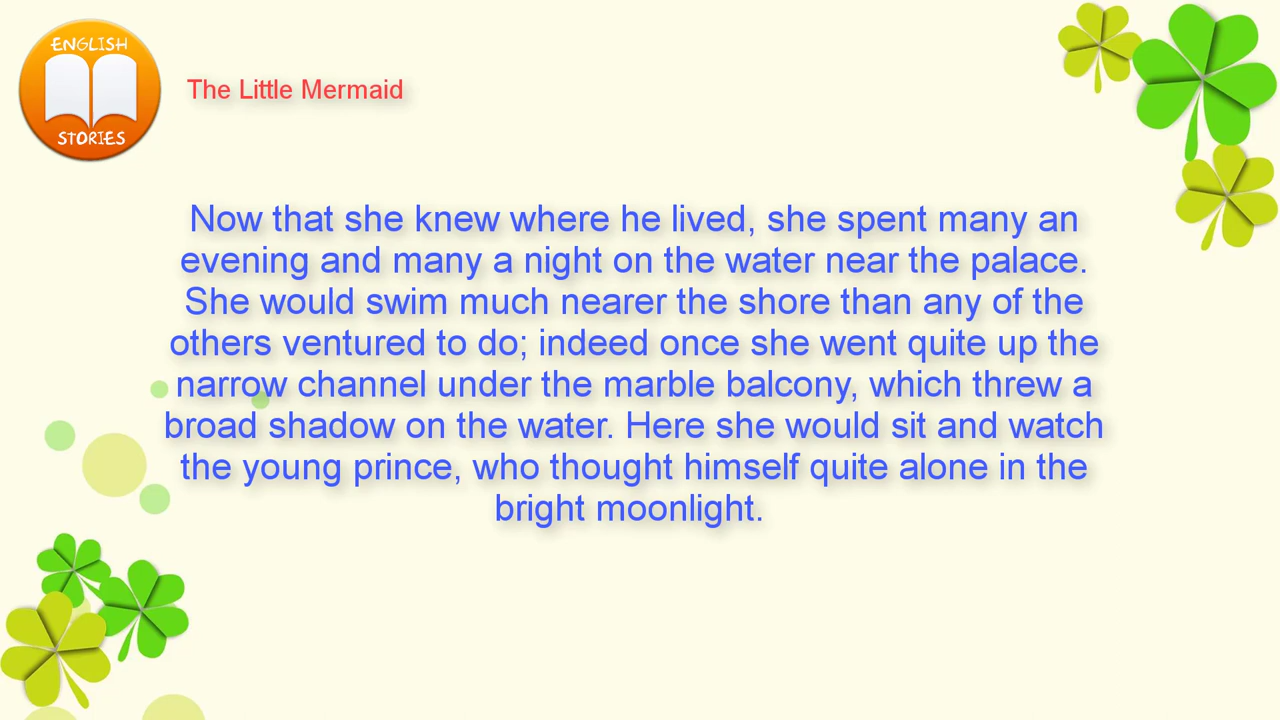 ENGLISH
STORIES
The Little Mermaid
Now that she knew where he lived, she spent many an
evening and many a night on the water near the palace.
She would swim much nearer the shore than any of the
others ventured to do; indeed once she went quite up the
narrow channel under the marble balcony, which threw a
broad shadow on the water. Here she would sit and watch
the young prince, who thought himself quite alone in the
bright moonlight.